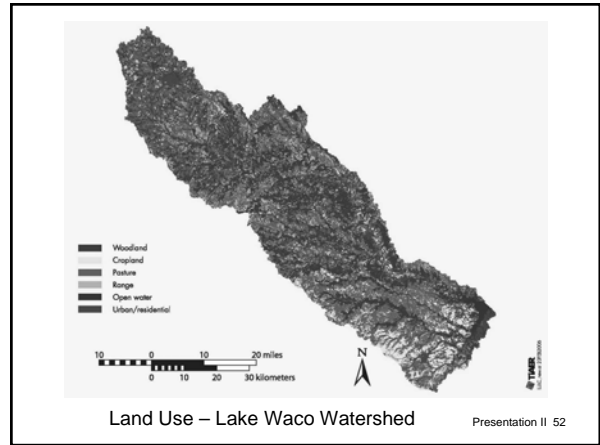 Woodland
Cropland
Pasture
Range
Open water
Urban/residential
10 0 10 20 miles
0 10 20 30 kilometers
N
TIAER
Land Use – Lake Waco Watershed
Presentation II 52